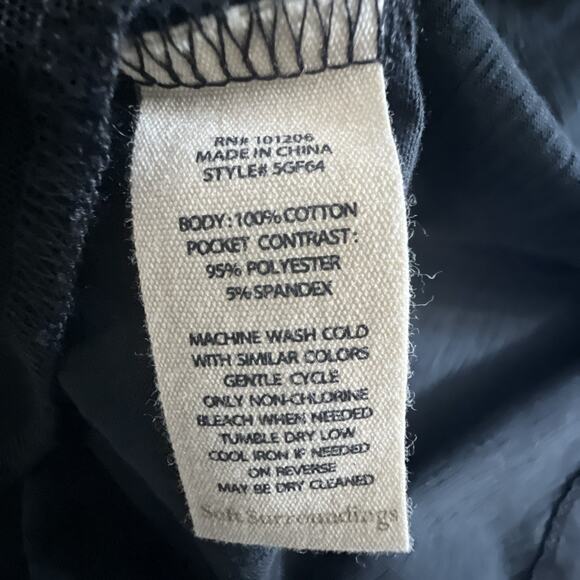 RN# 101206
MADE IN CHINA
STYLE# 5GF64
BODY: 100% COTTON
POCKET CONTRAST:
95% POLYESTER
5% SPANDEX
MACHINE WASH COLD
WITH SIMILAR COLORS
GENTLE CYCLE
ONLY NON-CHLORINE
BLEACH WHEN NEEDED
TUMBLE DRY LOW
COOL IRON IF NEEDED
ON REVERSE
MAY BE DRY CLEANED
Soft Surroundings